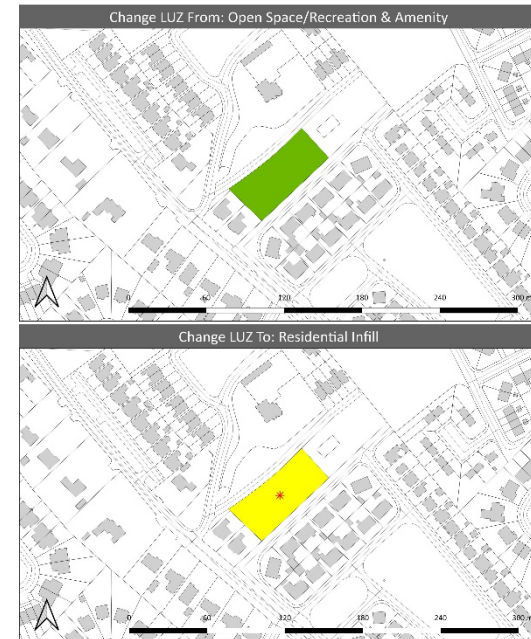 Change LUZ From: Open Space/Recreation & Amenity
0 60 120 180 240 300 m
Change LUZ To: Residential Infill
0 60 120 180 240 300 m